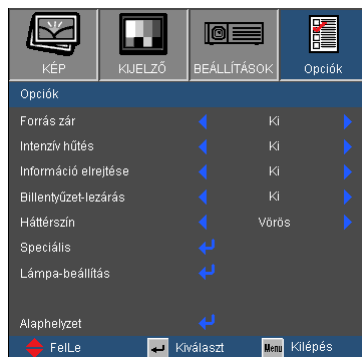 KÉP KIJELZŐ BEÁLLÍTÁSOK Opciók
Opciók
Forrás zár Ki
Intenzív hűtés Ki
Információ elrejtése Ki
Billentyűzet-lezárás Ki
Háttérszín Vörös
Speciális
Lámpa-beállítás
Alaphelyzet
FelLe Kiválaszt Menu Kilépés